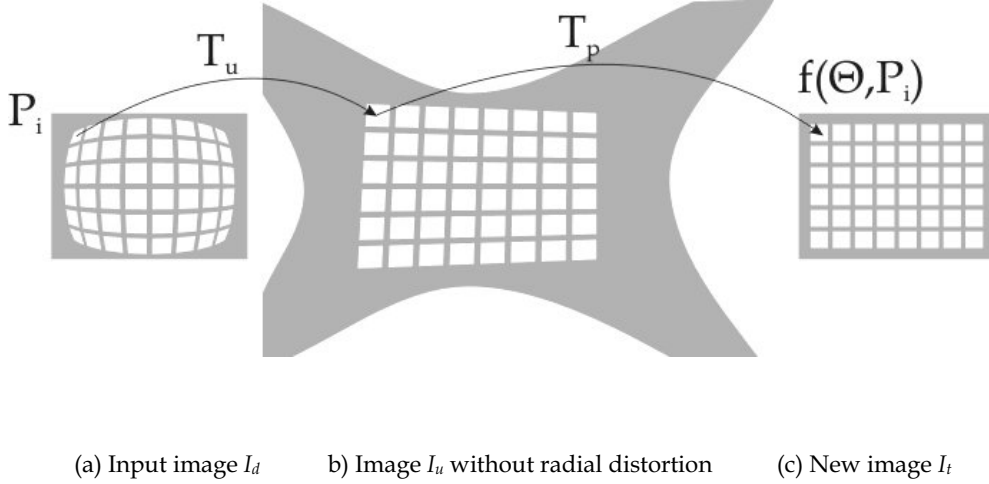 T_u
T_p
P_i
f(Θ,P_i)
(a) Input image I_d
b) Image I_u without radial distortion
(c) New image I_t